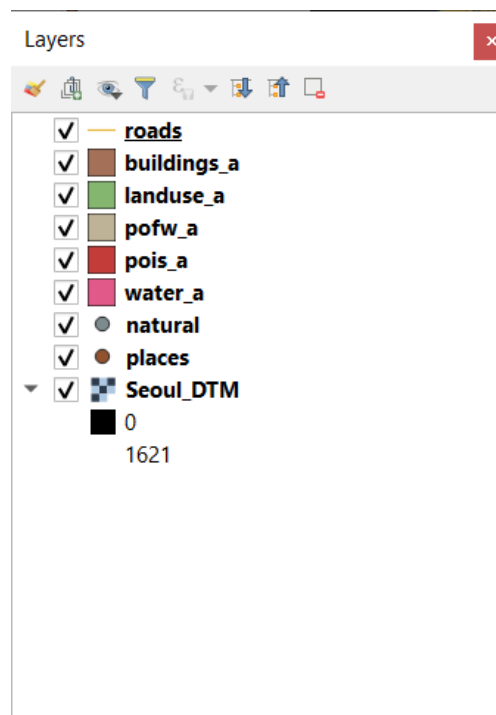 Layers
roads
buildings_a
landuse_a
pofw_a
pois_a
water_a
natural
places
Seoul_DTM
0
1621